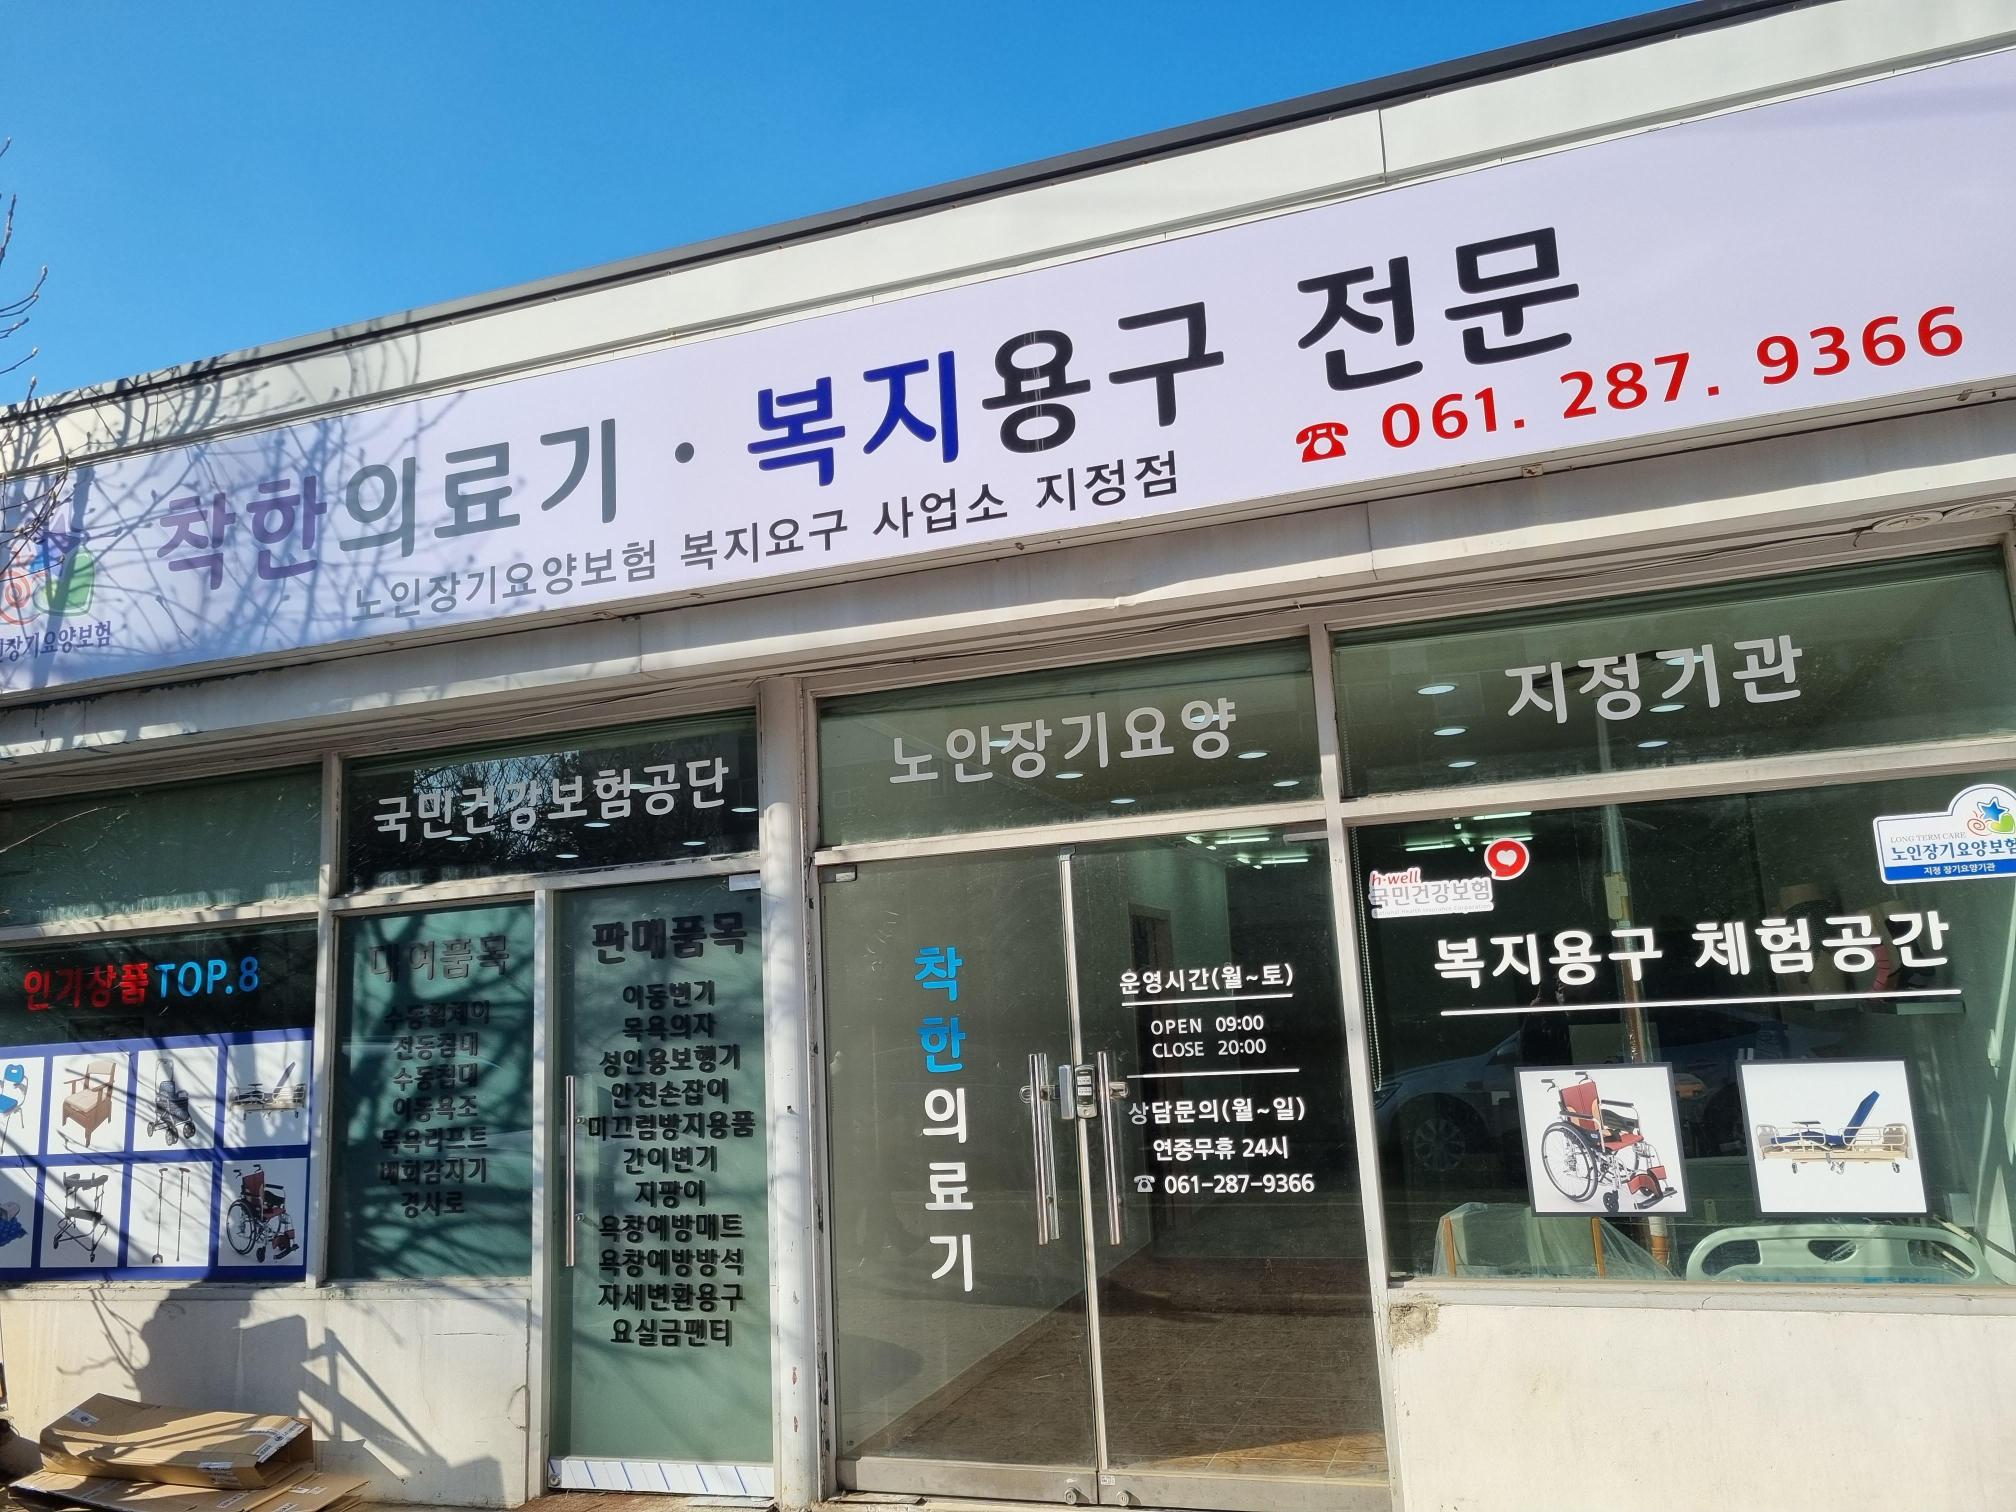 착한의료기 · 복지용구 전문
노인장기요양보험 복지요구 사업소 지정점
☎ 061. 287. 9366
장기요양보험
국민건강보험공단
노인장기요양
지정기관
인기상품 TOP.8
대여품목
수동휠체어
전동침대
수동침대
이동욕조
목욕리프트
배회감지기
경사로
판매품목
이동변기
목욕의자
성인용보행기
안전손잡이
미끄럼방지용품
간이변기
지팡이
욕창예방매트
욕창예방방석
자세변환용구
요실금팬티
착한의료기
운영시간(월~토)
OPEN 09:00
CLOSE 20:00
상담문의(월~일)
연중무휴 24시
☎ 061-287-9366
h·well
국민건강보험
National Health Insurance Corporation
LONG TERM CARE
노인장기요양보험
지정 장기요양기관
복지용구 체험공간